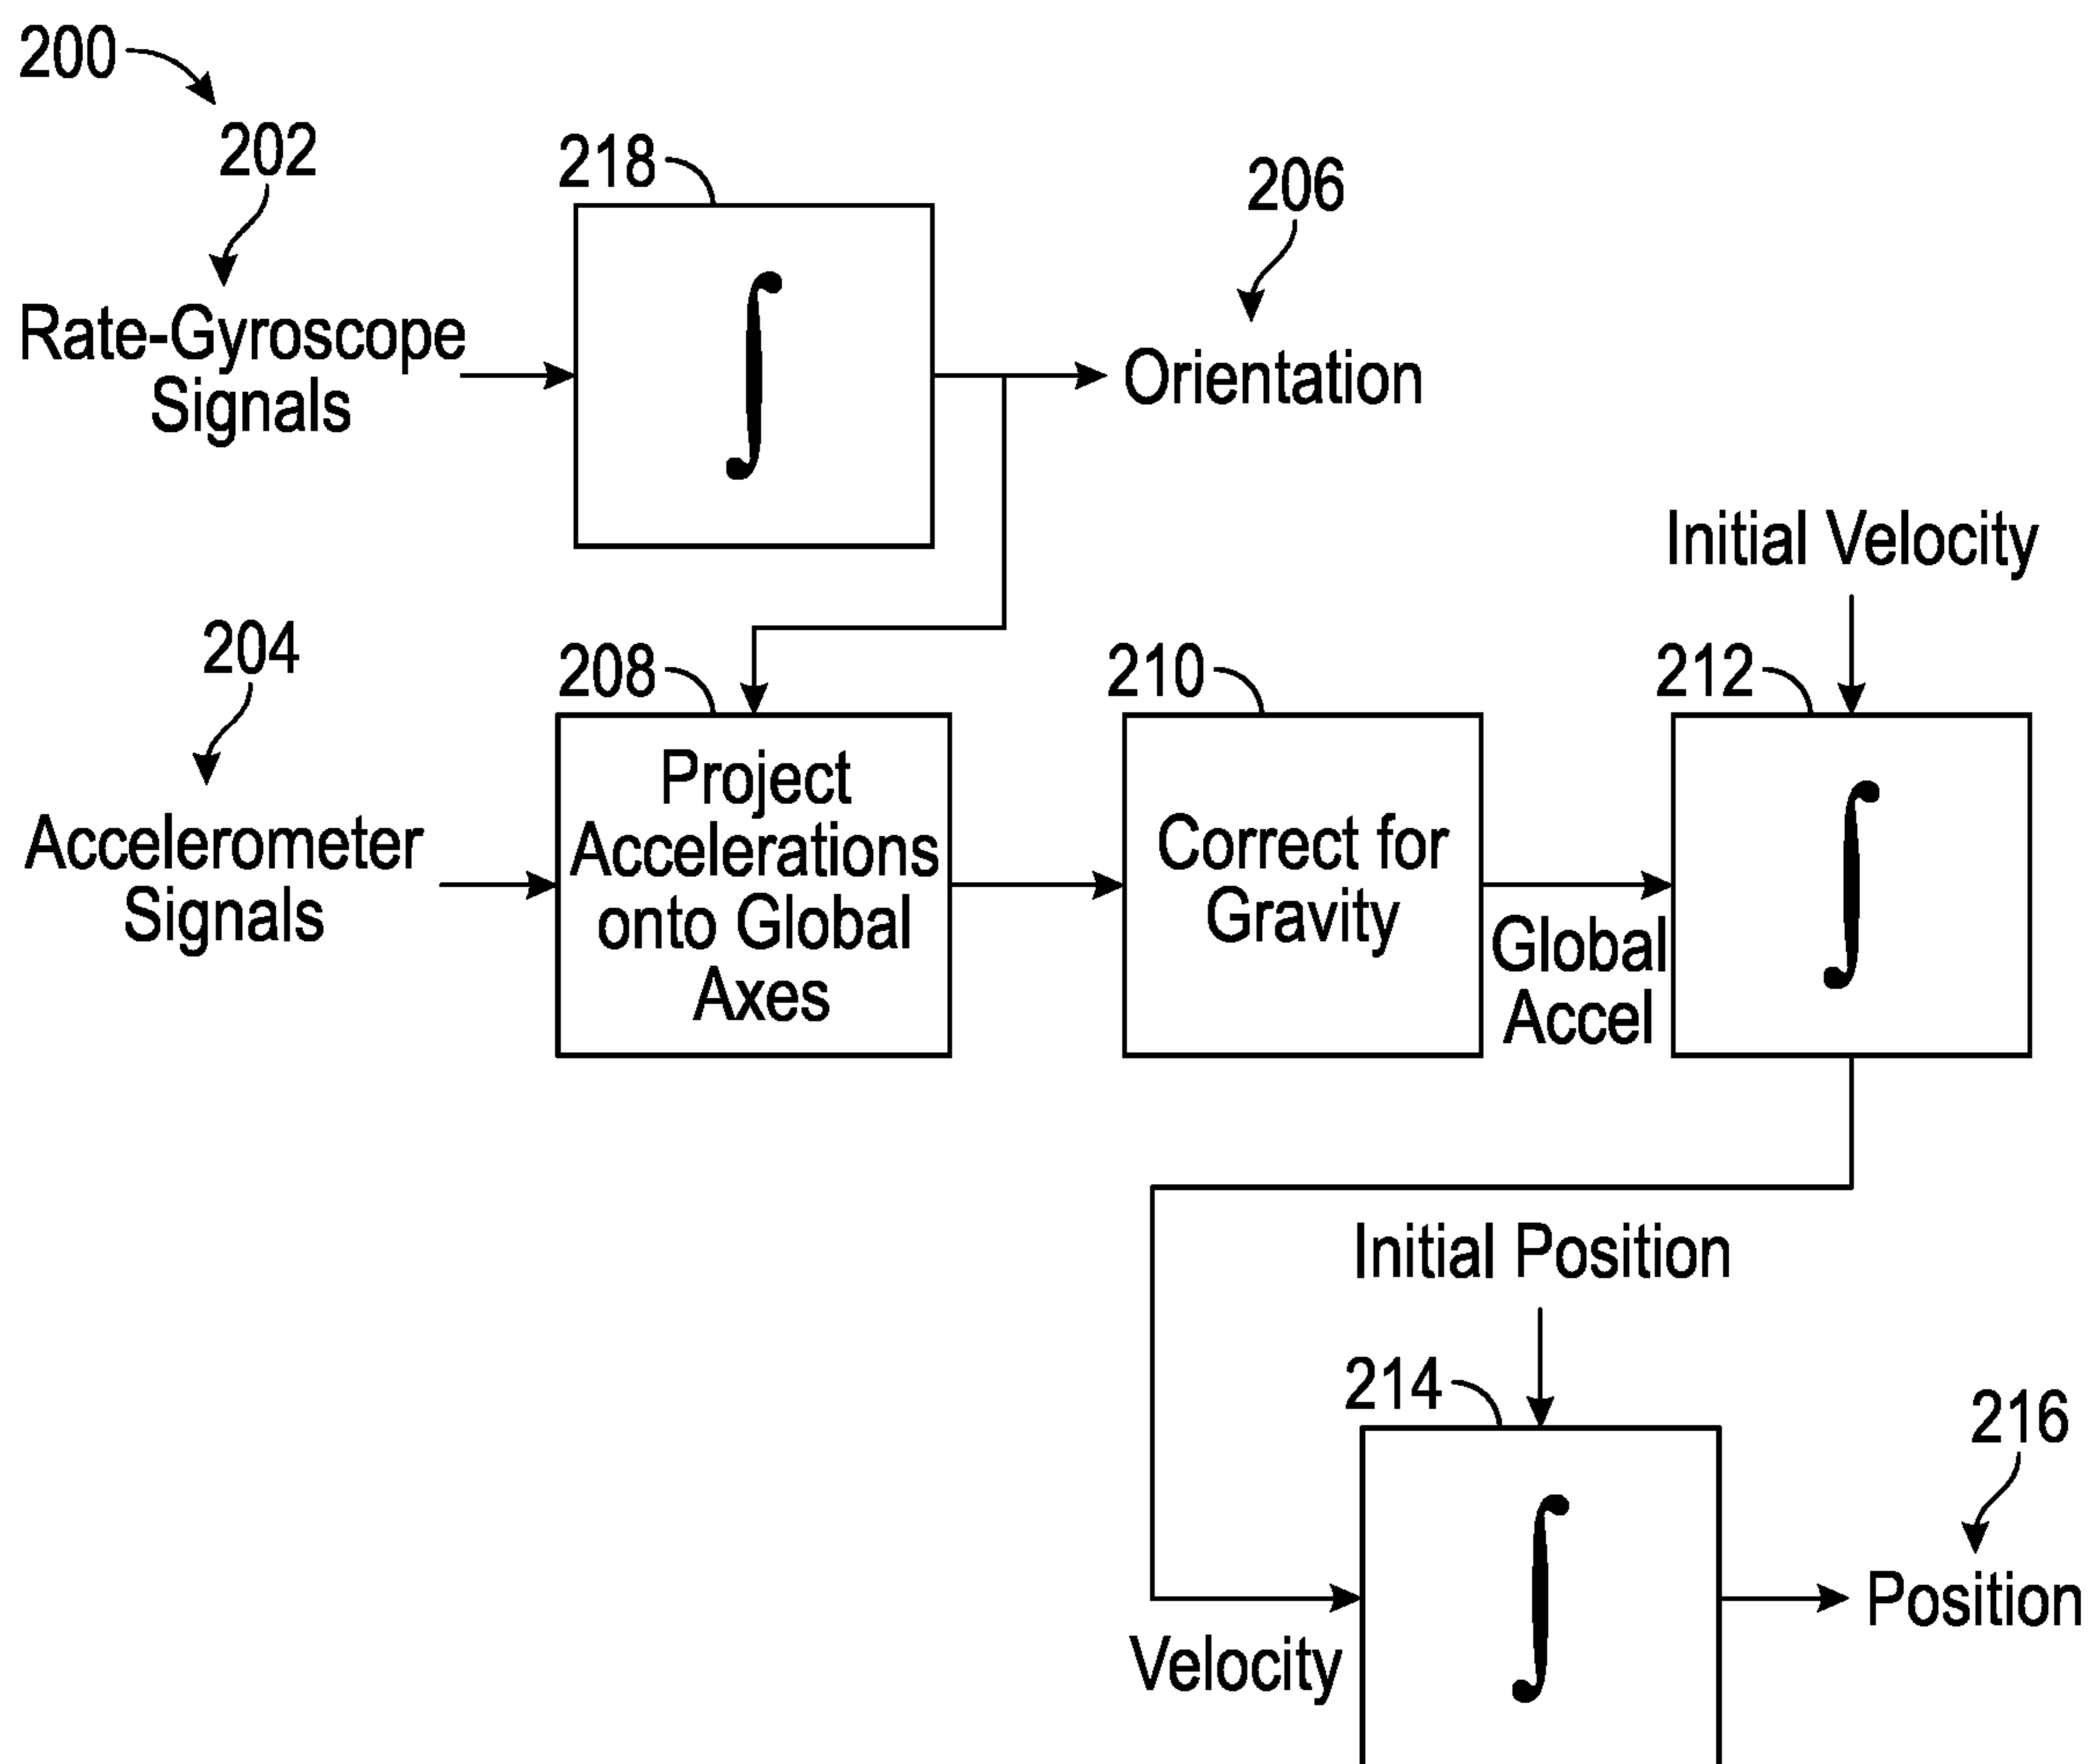 200
202
218
206
Rate-Gyroscope
Signals
∫
Orientation
Initial Velocity
204
208
210
212
Accelerometer
Signals
Project
Accelerations
onto Global
Axes
Correct for
Gravity
Global
Accel
∫
Initial Position
214
216
∫
Velocity
Position